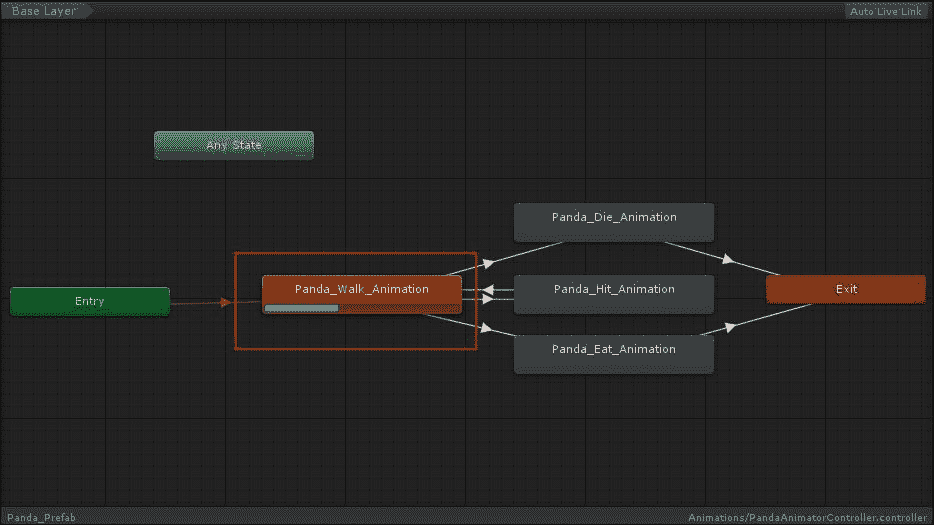 Base Layer
Auto Live Link
Any State
Panda_Die_Animation
Entry
Panda_Walk_Animation
Panda_Hit_Animation
Exit
Panda_Eat_Animation
Panda_Prefab
Animations/PandaAnimatorController.controller